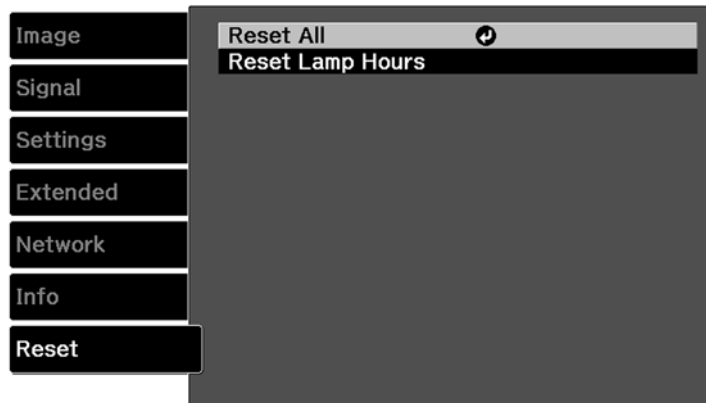 Image
Signal
Settings
Extended
Network
Info
Reset
Reset All
Reset Lamp Hours